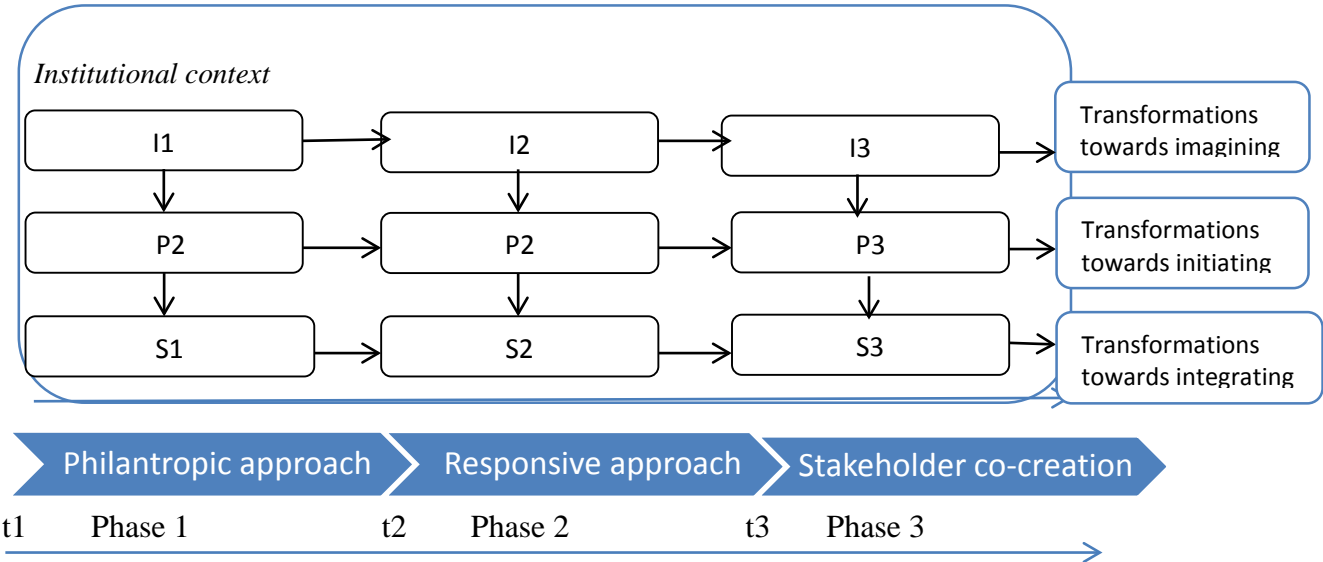 Institutional context
I1
I2
I3
Transformations
towards imagining
P2
P2
P3
Transformations
towards initiating
S1
S2
S3
Transformations
towards integrating
Philantropic approach
Responsive approach
Stakeholder co-creation
t1 Phase 1
t2 Phase 2
t3 Phase 3